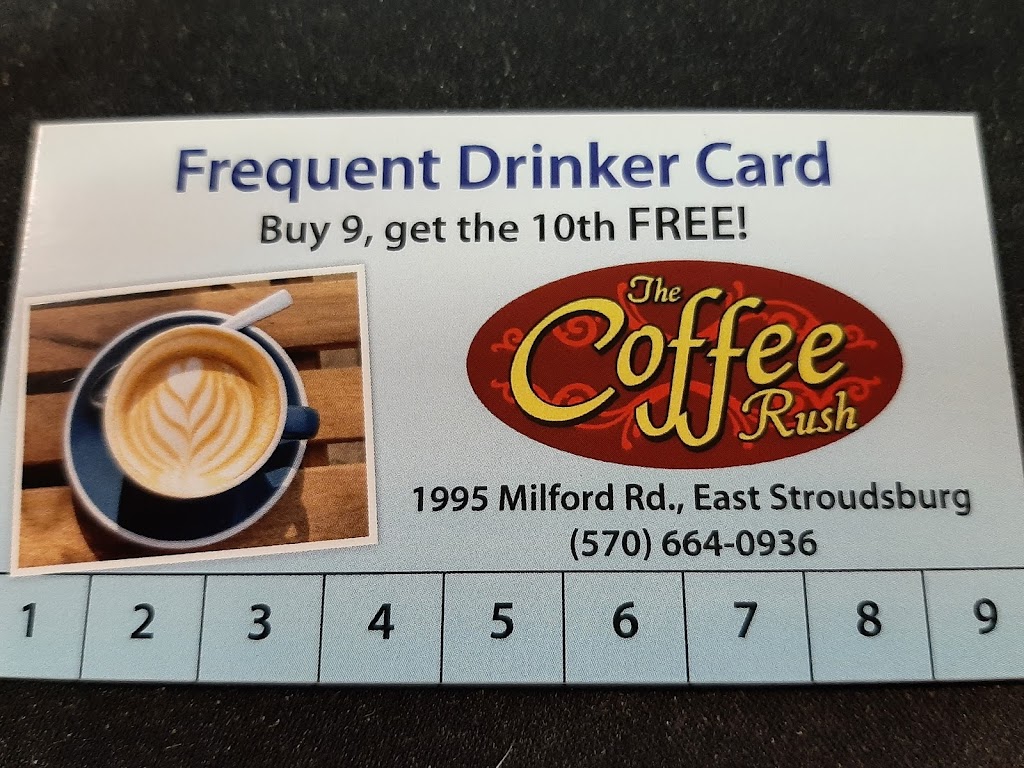 Frequent Drinker Card
Buy 9, get the 10th FREE!
The
Coffee
Rush
1995 Milford Rd., East Stroudsburg
(570) 664-0936
1 2 3 4 5 6 7 8 9